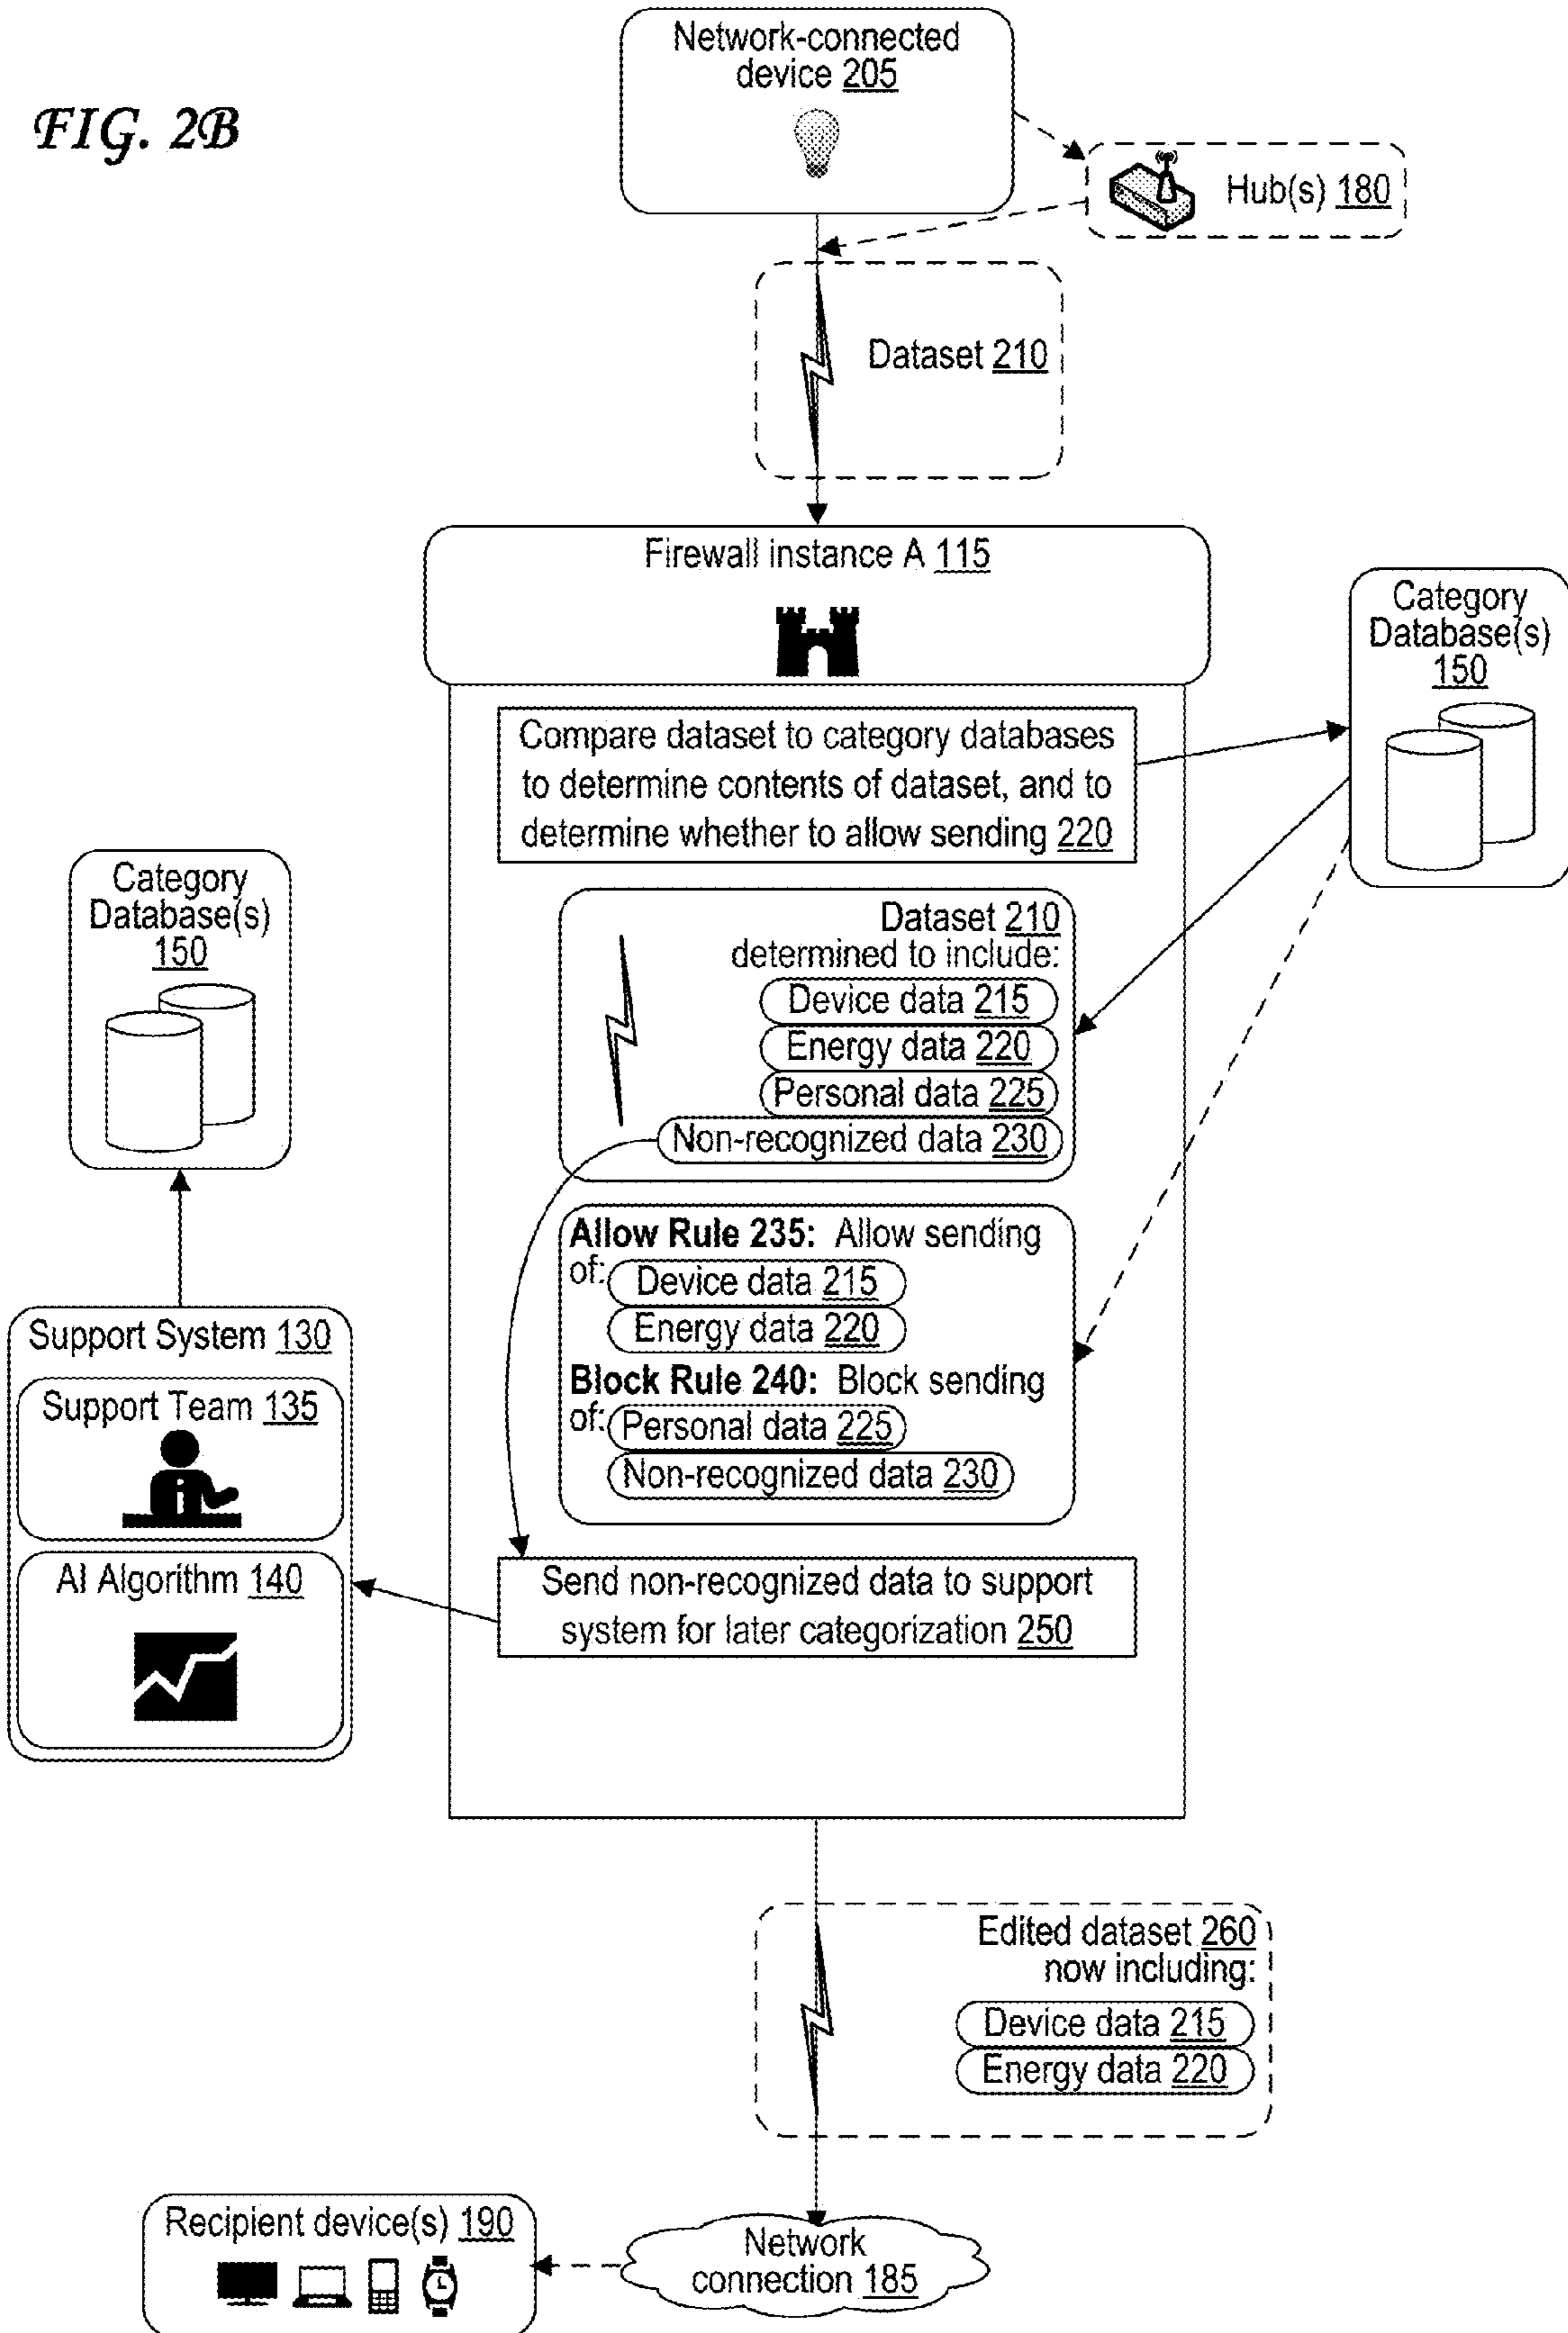 FIG. 2B
Network-connected
device 205
Hub(s) 180
Dataset 210
Firewall instance A 115
Category
Database(s)
150
Compare dataset to category databases
to determine contents of dataset, and to
determine whether to allow sending 220
Category
Database(s)
150
Dataset 210
determined to include:
Device data 215
Energy data 220
Personal data 225
Non-recognized data 230
Allow Rule 235: Allow sending
of: Device data 215
Energy data 220
Block Rule 240: Block sending
of: Personal data 225
Non-recognized data 230
Support System 130
Support Team 135
AI Algorithm 140
Send non-recognized data to support
system for later categorization 250
Edited dataset 260
now including:
Device data 215
Energy data 220
Recipient device(s) 190
Network
connection 185